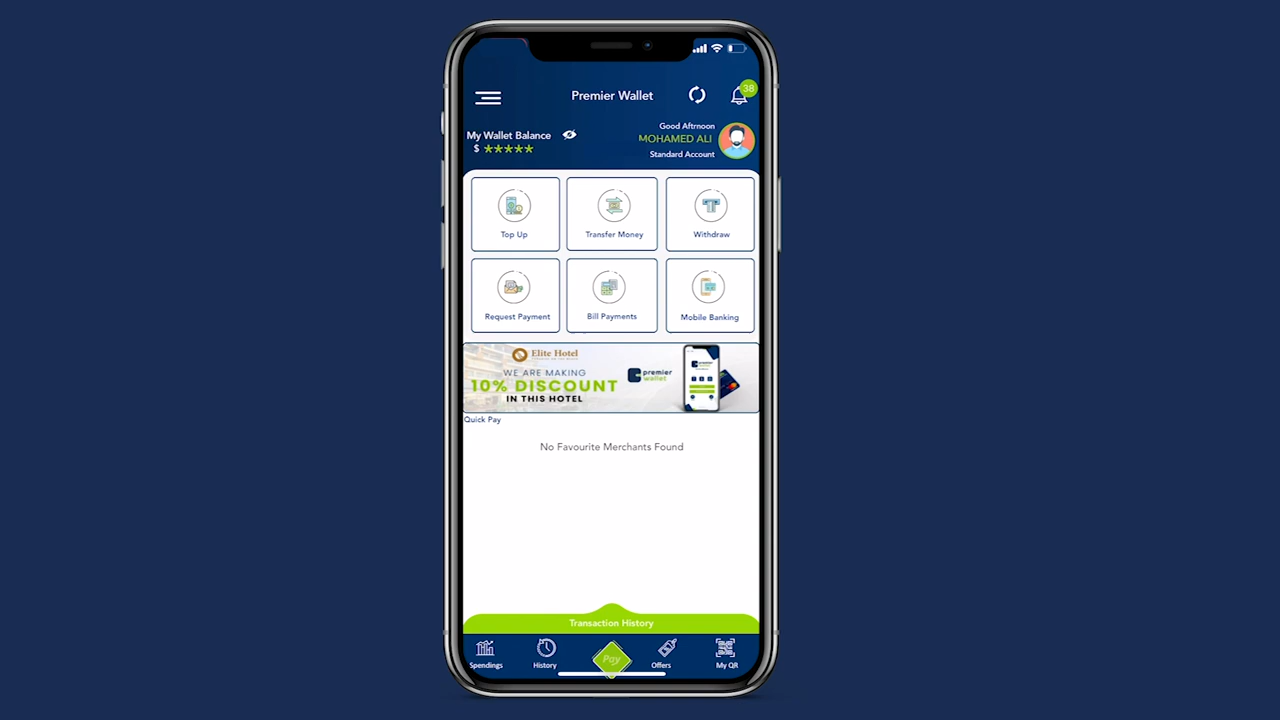 Premier Wallet
38
Good Aftrnoon
My Wallet Balance
MOHAMED ALI
$ *****
Standard Account
Top Up
Transfer Money
Withdraw
Request Payment
Bill Payments
Mobile Banking
Elite Hotel
WE ARE MAKING
10% DISCOUNT
IN THIS HOTEL
premier
wallet
Quick Pay
No Favourite Merchants Found
Transaction History
Spendings
History
Pay
Offers
My QR